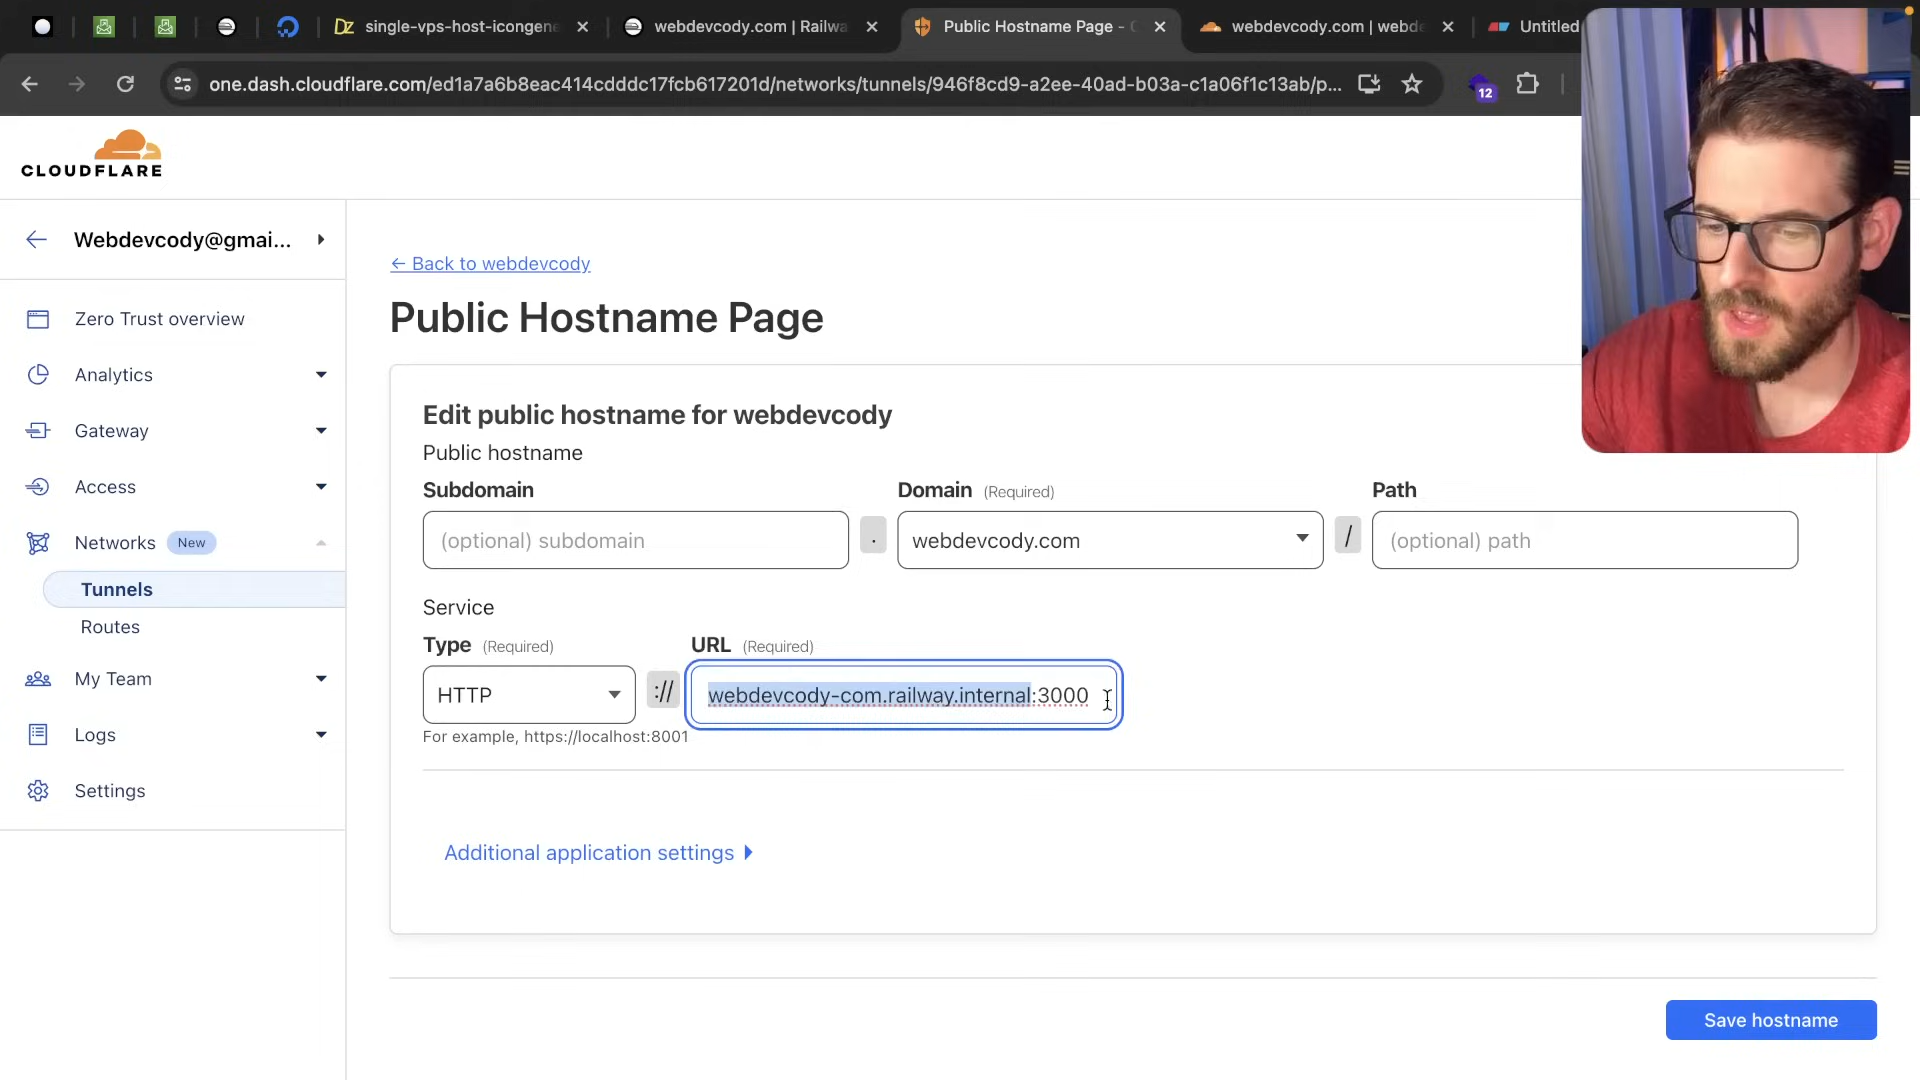 single-vps-host-icongene
webdevcody.com | Railwa
Public Hostname Page - C
webdevcody.com | webde
Untitled
one.dash.cloudflare.com/ed1a7a6b8eac414cdddc17fcb617201d/networks/tunnels/946f8cd9-a2ee-40ad-b03a-c1a06f1c13ab/p...
12
CLOUDFLARE
Webdevcody@gmai...
Zero Trust overview
Analytics
Gateway
Access
Networks New
Tunnels
Routes
My Team
Logs
Settings
← Back to webdevcody
Public Hostname Page
Edit public hostname for webdevcody
Public hostname
Subdomain
Domain (Required)
Path
(optional) subdomain
.
webdevcody.com
/
(optional) path
Service
Type (Required)
URL (Required)
HTTP
://
webdevcody-com.railway.internal:3000
For example, https://localhost:8001
Additional application settings
Save hostname